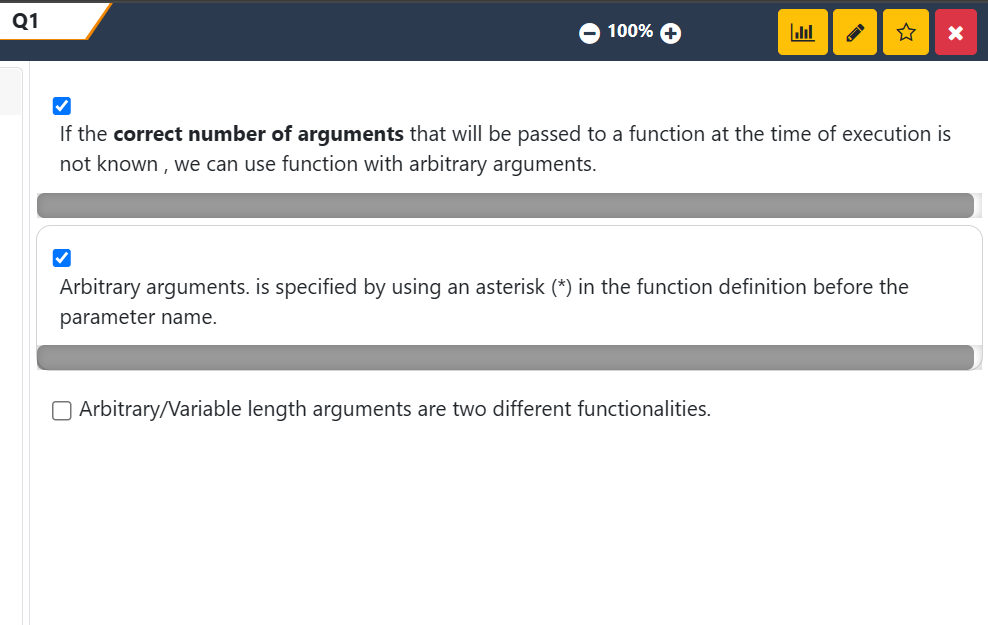 Q1
100%
If the correct number of arguments that will be passed to a function at the time of execution is
not known , we can use function with arbitrary arguments.
Arbitrary arguments. is specified by using an asterisk (*) in the function definition before the
parameter name.
Arbitrary/Variable length arguments are two different functionalities.